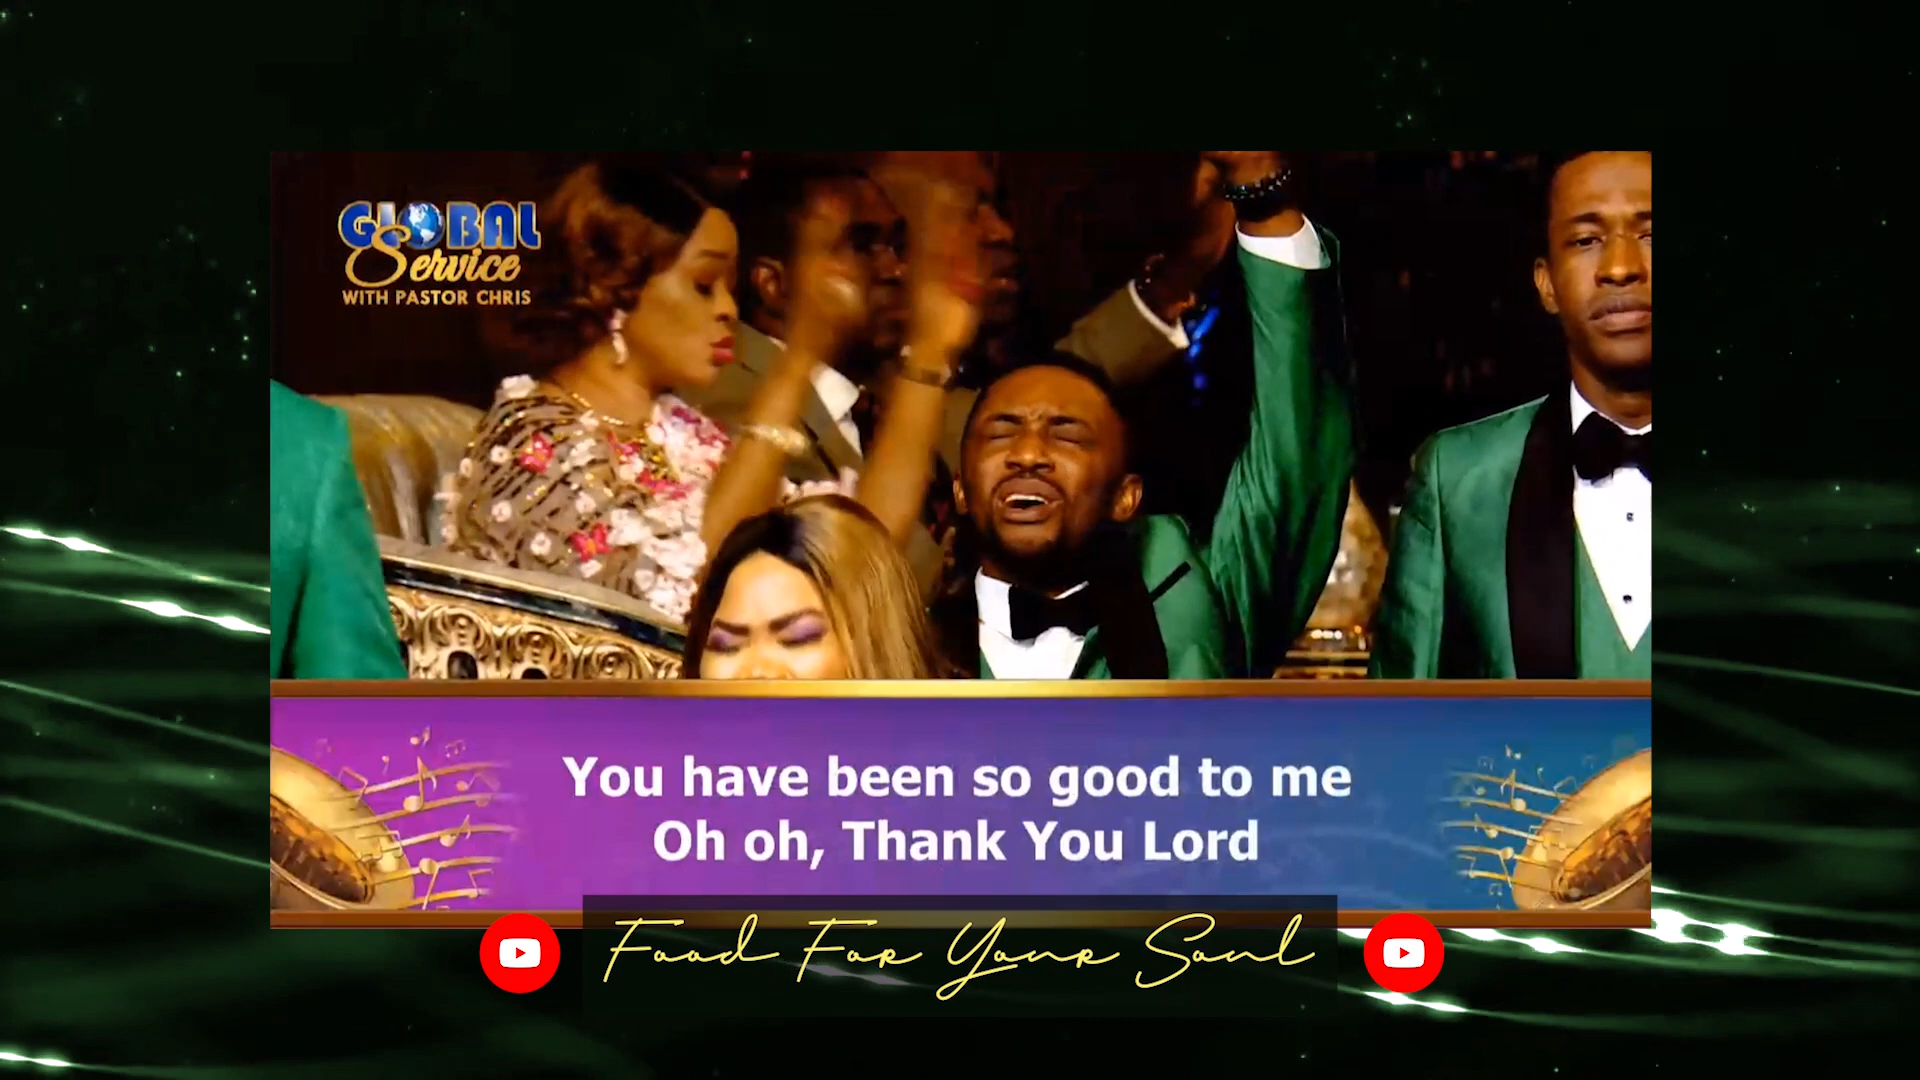 GLOBAL
Service
WITH PASTOR CHRIS
You have been so good to me
Oh oh, Thank You Lord
Food For Your Soul